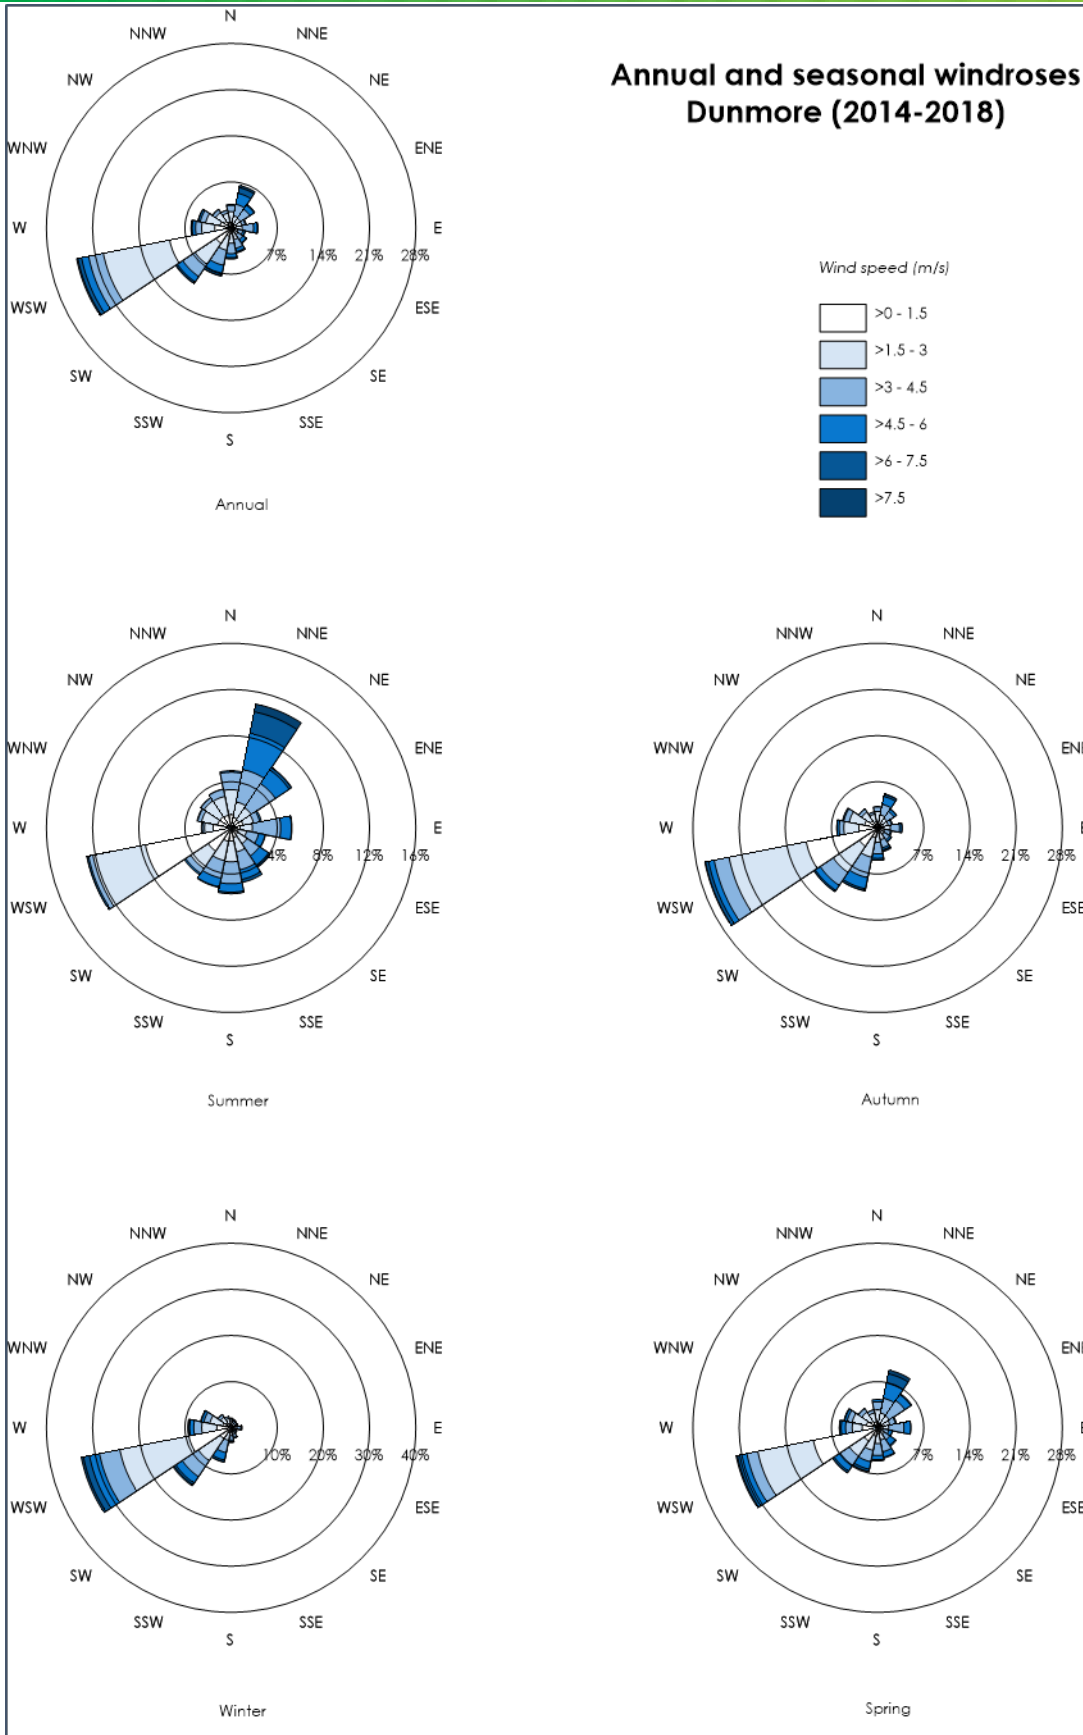 Annual and seasonal windroses
Dunmore (2014-2018)
N
NNW
NNE
NW
NE
WNW
ENE
W
E
7%
14%
21%
28%
WSW
ESE
SW
SE
SSW
SSE
S
Annual
Wind speed (m/s)
>0 - 1.5
>1.5 - 3
>3 - 4.5
>4.5 - 6
>6 - 7.5
>7.5
N
NNW
NNE
NW
NE
WNW
ENE
W
E
4%
8%
12%
16%
WSW
ESE
SW
SE
SSW
SSE
S
Summer
N
NNW
NNE
NW
NE
WNW
ENE
W
E
7%
14%
21%
28%
WSW
ESE
SW
SE
SSW
SSE
S
Autumn
N
NNW
NNE
NW
NE
WNW
ENE
W
E
10%
20%
30%
40%
WSW
ESE
SW
SE
SSW
SSE
S
Winter
N
NNW
NNE
NW
NE
WNW
ENE
W
E
7%
14%
21%
28%
WSW
ESE
SW
SE
SSW
SSE
S
Spring